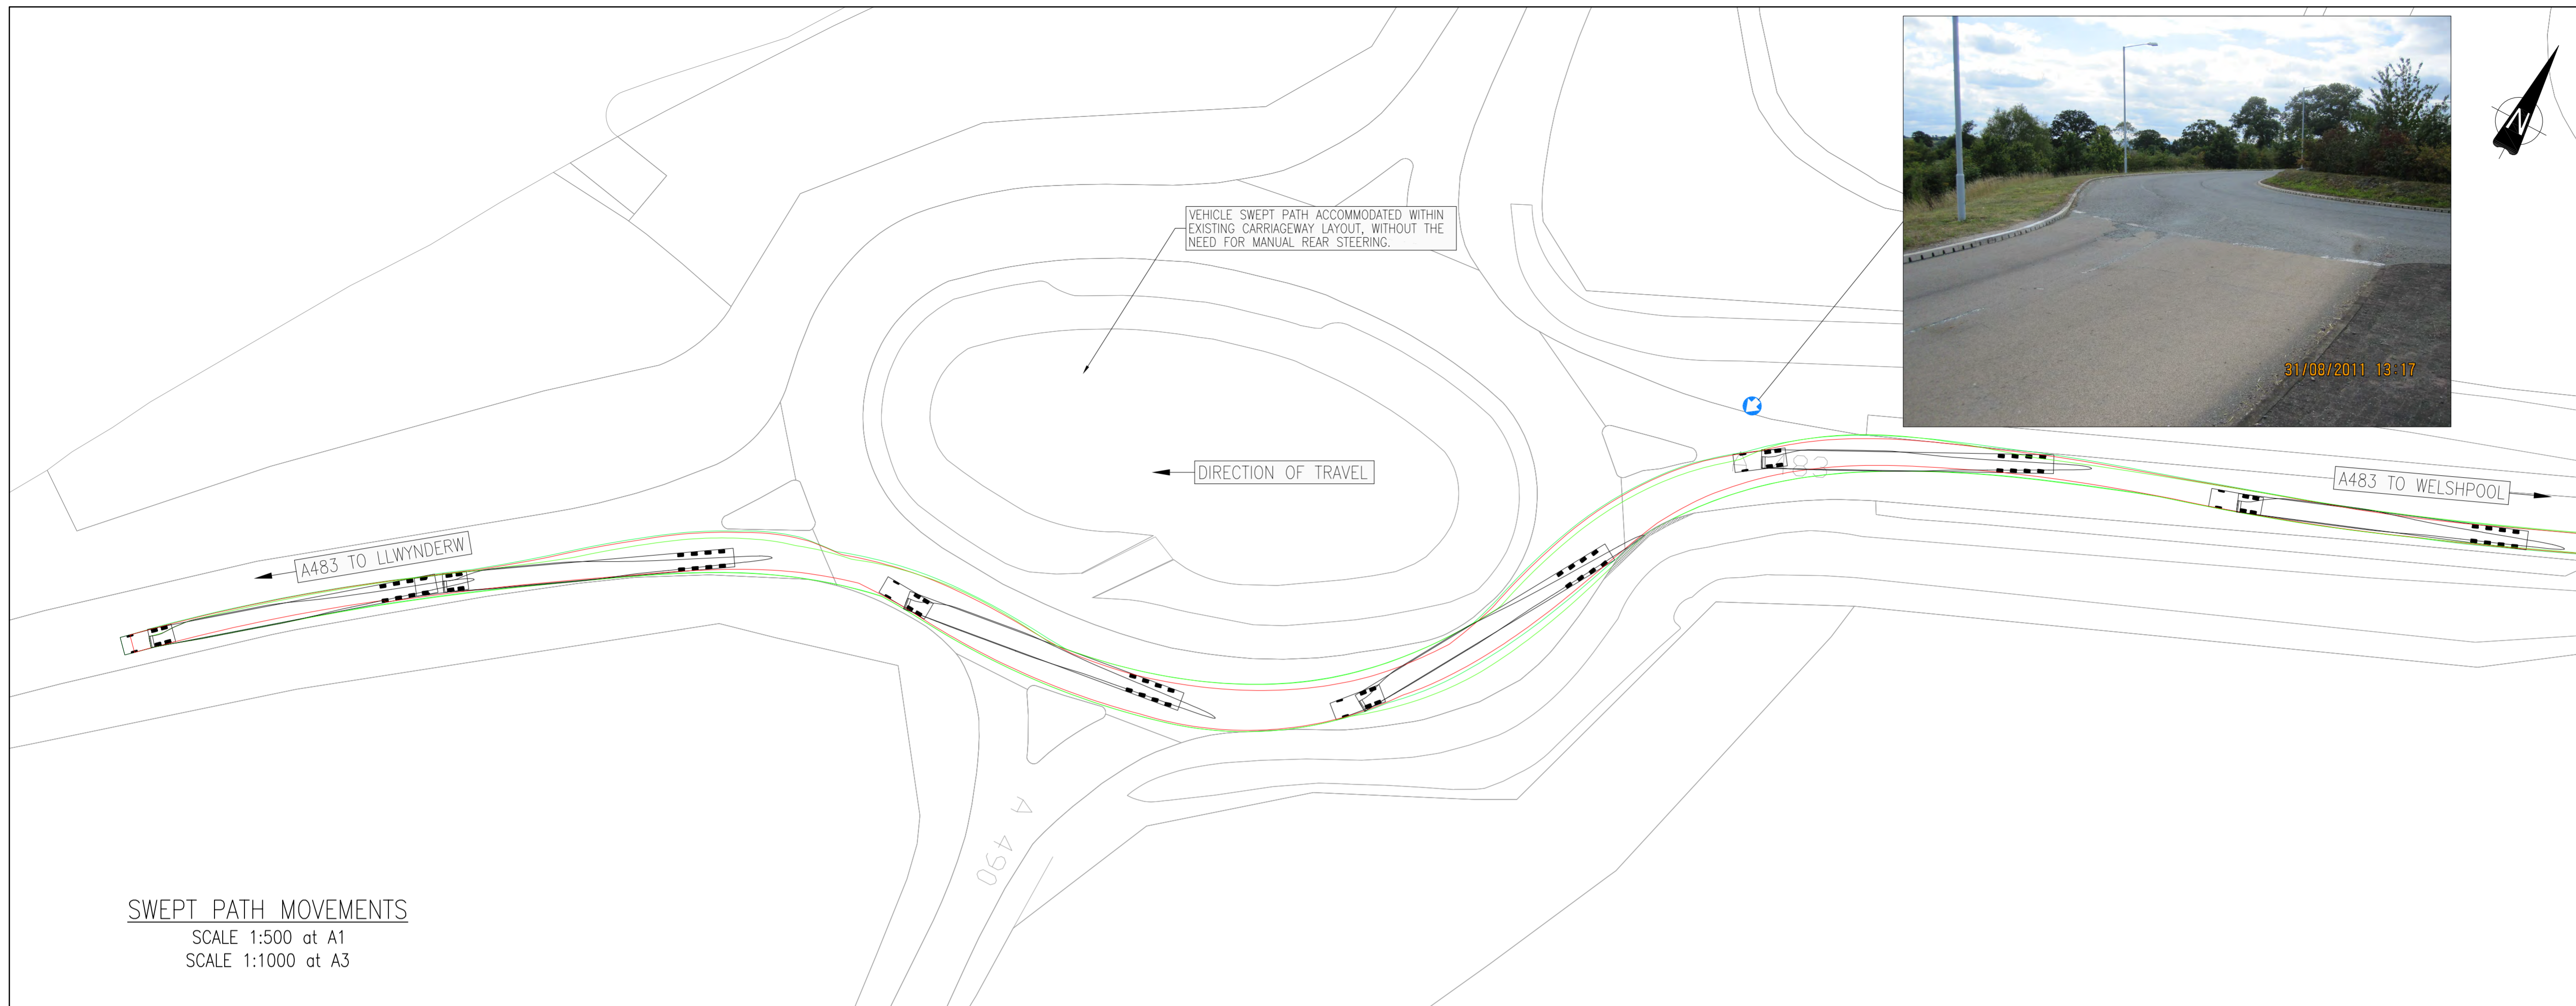 VEHICLE SWEPT PATH ACCOMMODATED WITHIN
EXISTING CARRIAGEWAY LAYOUT, WITHOUT THE
NEED FOR MANUAL REAR STEERING.
N
31/08/2011 13:17
DIRECTION OF TRAVEL
A483 TO WELSHPOOL
A483 TO LLWYNDERW
A 490
SWEPT PATH MOVEMENTS
SCALE 1:500 at A1
SCALE 1:1000 at A3